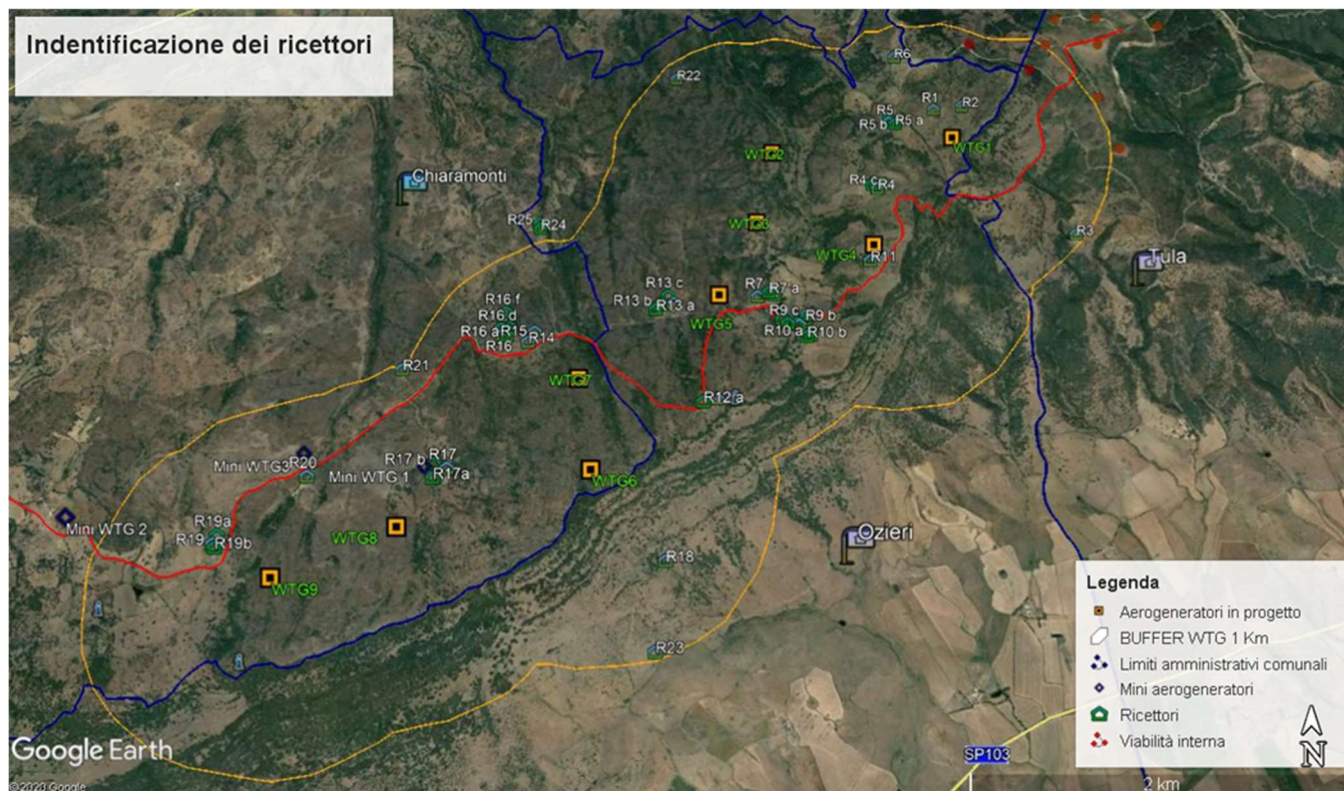 Indentificazione dei ricettori
R6
R22
R1
R2
R5
R5 b
R5 a
WTG1
WTG2
Chiaramonti
R4 c
R4
R25
R24
WTG3
R3
WTG4
R11
Tula
R13 c
R7
R7 a
R13 b
R13 a
R16 f
WTG5
R9 c
R9 b
R16 d
R10 a
R10 b
R16 a
R15
R14
R16
R21
WTG7
R12 a
R17 b
R17
Mini WTG3
R20
Mini WTG 1
R17a
WTG6
R19a
Mini WTG 2
R19
R19b
WTG8
Ozieri
R18
WTG9
R23
Legenda
Aerogeneratori in progetto
BUFFER WTG 1 Km
Limiti amministrativi comunali
Mini aerogeneratori
Ricettori
Viabilità interna
N
SP103
2 km
Google Earth
©2020 Google